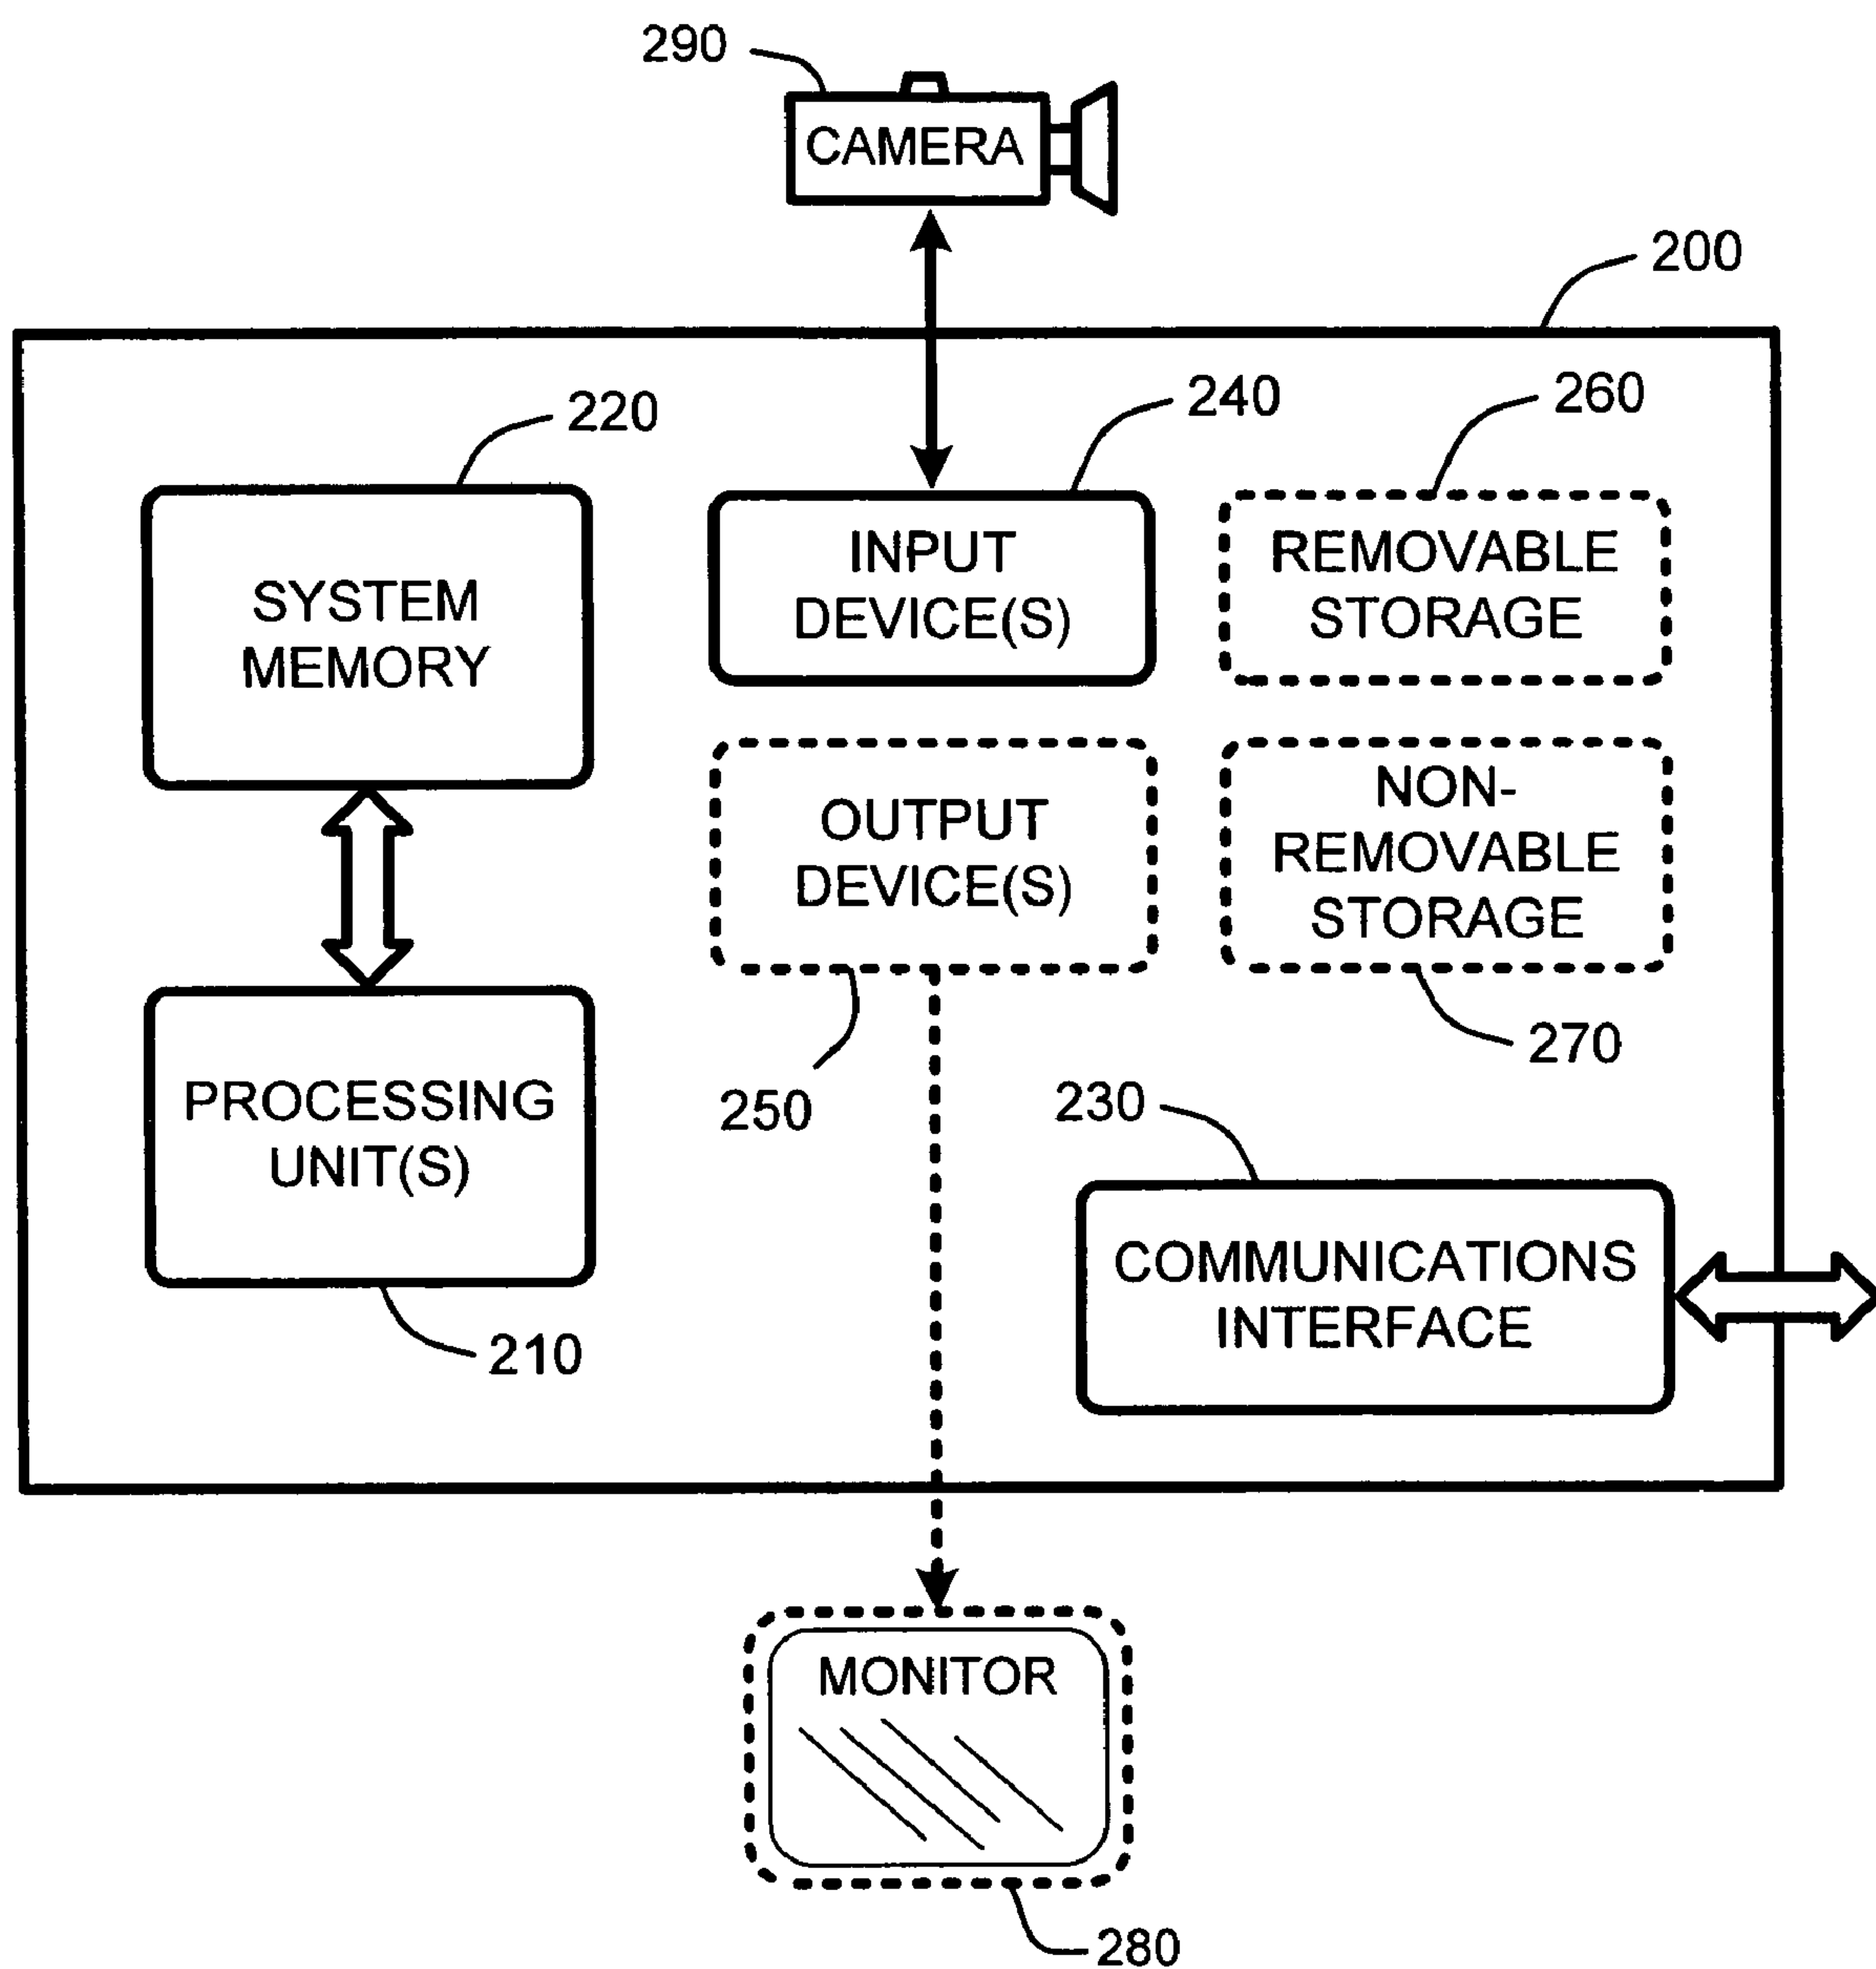 290
CAMERA
200
220
240
260
SYSTEM
MEMORY
INPUT
DEVICE(S)
REMOVABLE
STORAGE
OUTPUT
DEVICE(S)
NON-
REMOVABLE
STORAGE
270
250
230
PROCESSING
UNIT(S)
210
COMMUNICATIONS
INTERFACE
MONITOR
280